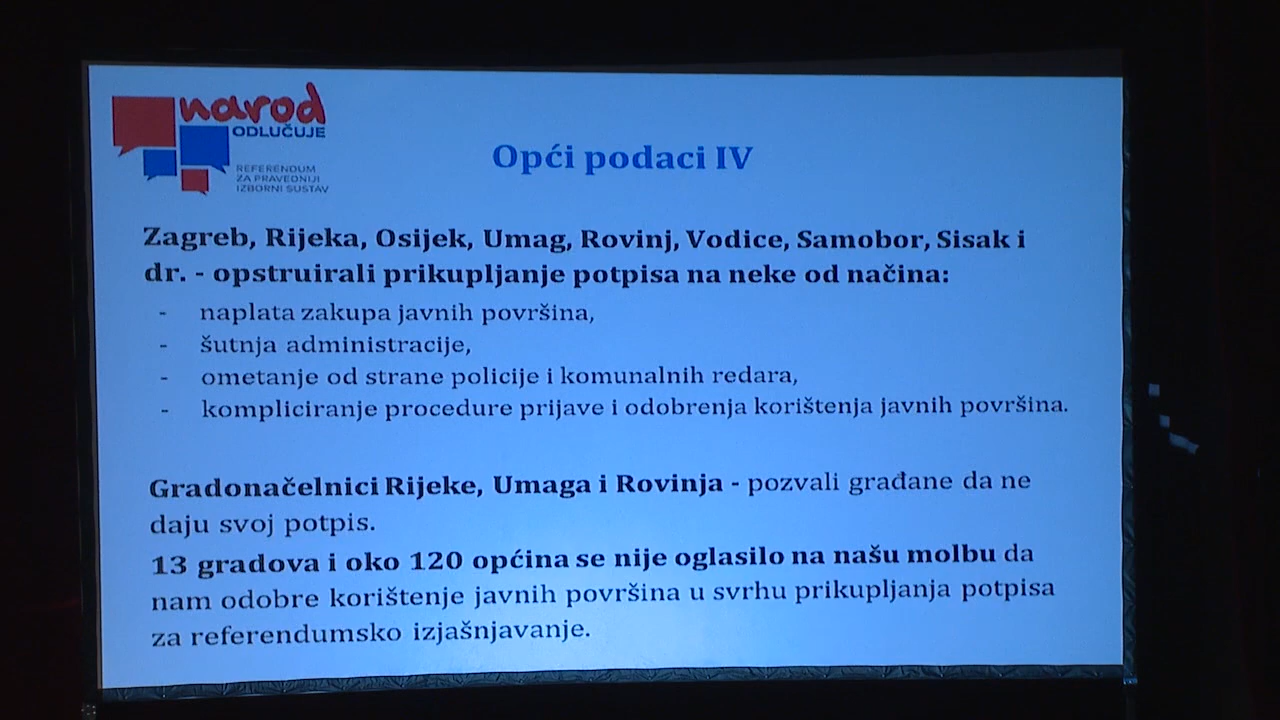 narod
ODLUČUJE
REFERENDUM
ZA PRAVEDNIJI
IZBORNI SUSTAV
Opći podaci IV
Zagreb, Rijeka, Osijek, Umag, Rovinj, Vodice, Samobor, Sisak i
dr. - opstruirali prikupljanje potpisa na neke od načina:
- naplata zakupa javnih površina,
- šutnja administracije,
- ometanje od strane policije i komunalnih redara,
- kompliciranje procedure prijave i odobrenja korištenja javnih površina.
Gradonačelnici Rijeke, Umaga i Rovinja - pozvali građane da ne
daju svoj potpis.
13 gradova i oko 120 općina se nije oglasilo na našu molbu da
nam odobre korištenje javnih površina u svrhu prikupljanja potpisa
za referendumsko izjašnjavanje.